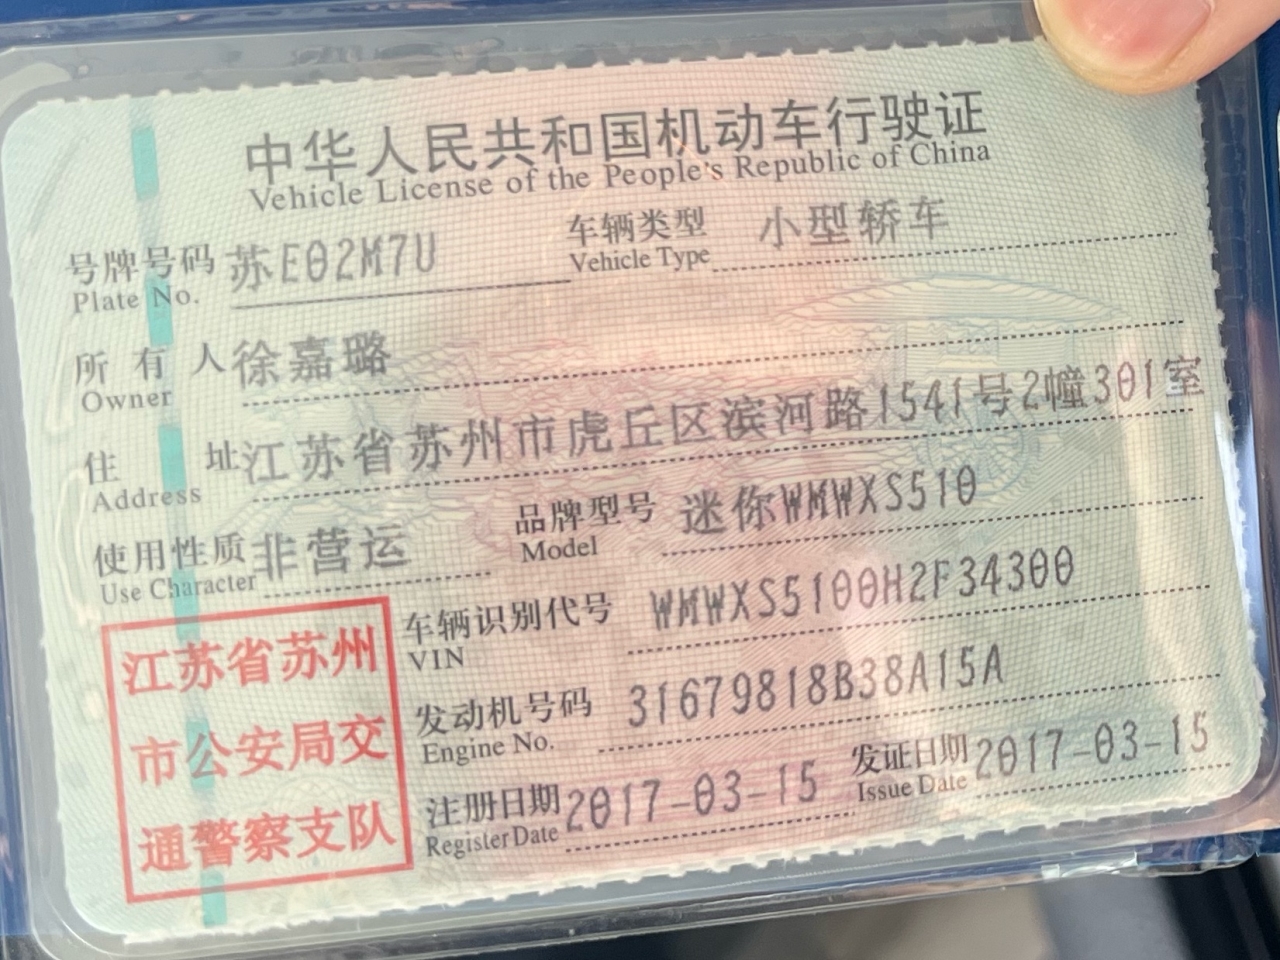 中华人民共和国机动车行驶证
Vehicle License of the People's Republic of China
号牌号码 苏E02M7U 车辆类型 小型轿车
Plate No. Vehicle Type
所有人 徐嘉璐
Owner
住址 江苏省苏州市虎丘区滨河路1541号2幢301室
Address
使用性质 非营运 品牌型号 迷你WMWXS510
Use Character Model
车辆识别代号 WMWXS5100H2F34300
VIN
发动机号码 31679818B38A15A
Engine No.
注册日期 2017-03-15 发证日期 2017-03-15
Register Date Issue Date
江苏省苏州
市公安局交
通警察支队